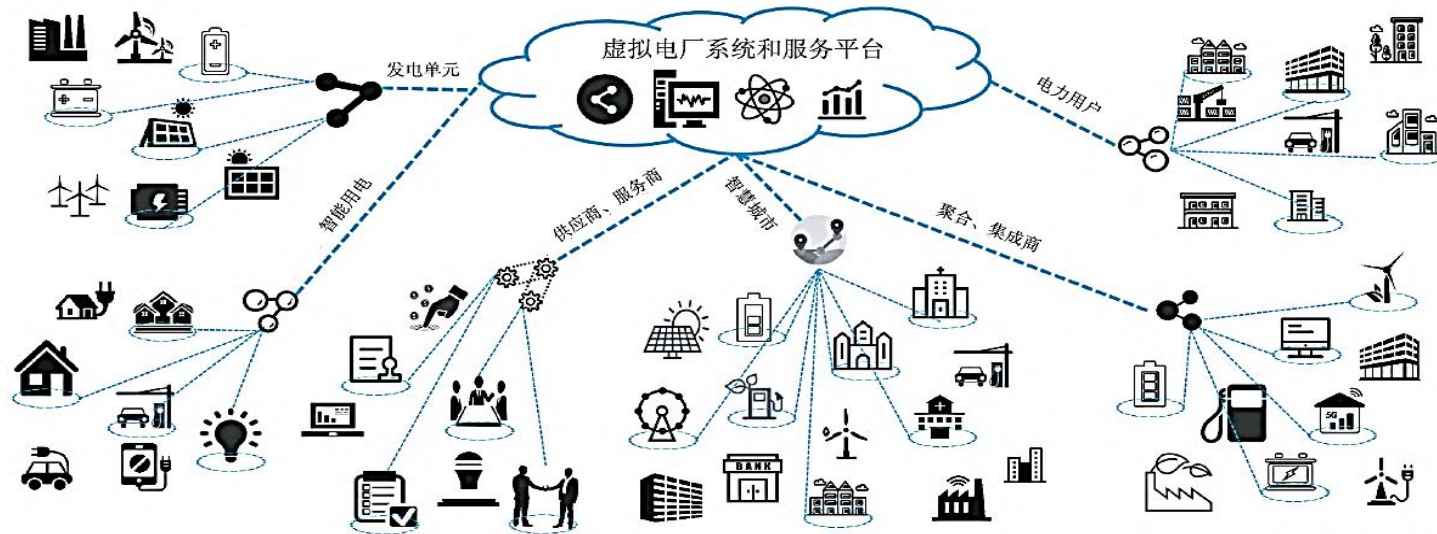 虚拟电厂系统和服务平台
发电单元
电力用户
智能用电
供应商、服务商
智慧城市
聚合、集成商
5G
BANK